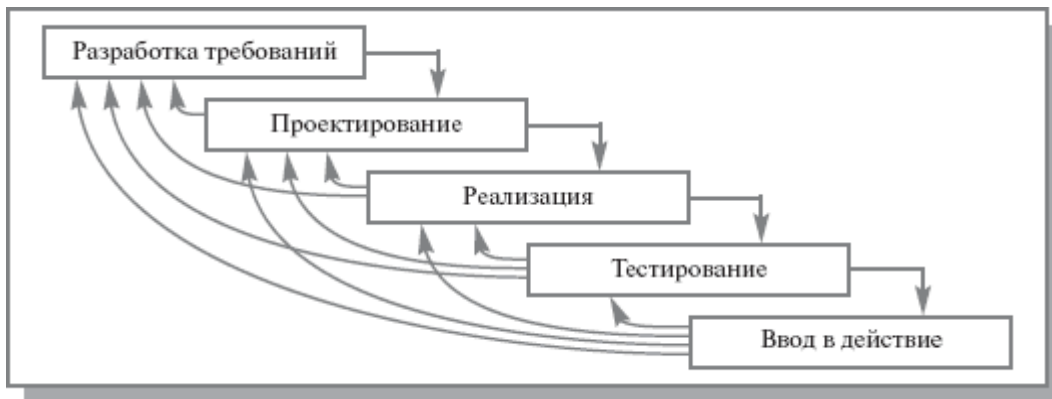 Разработка требований
Проектирование
Реализация
Тестирование
Ввод в действие